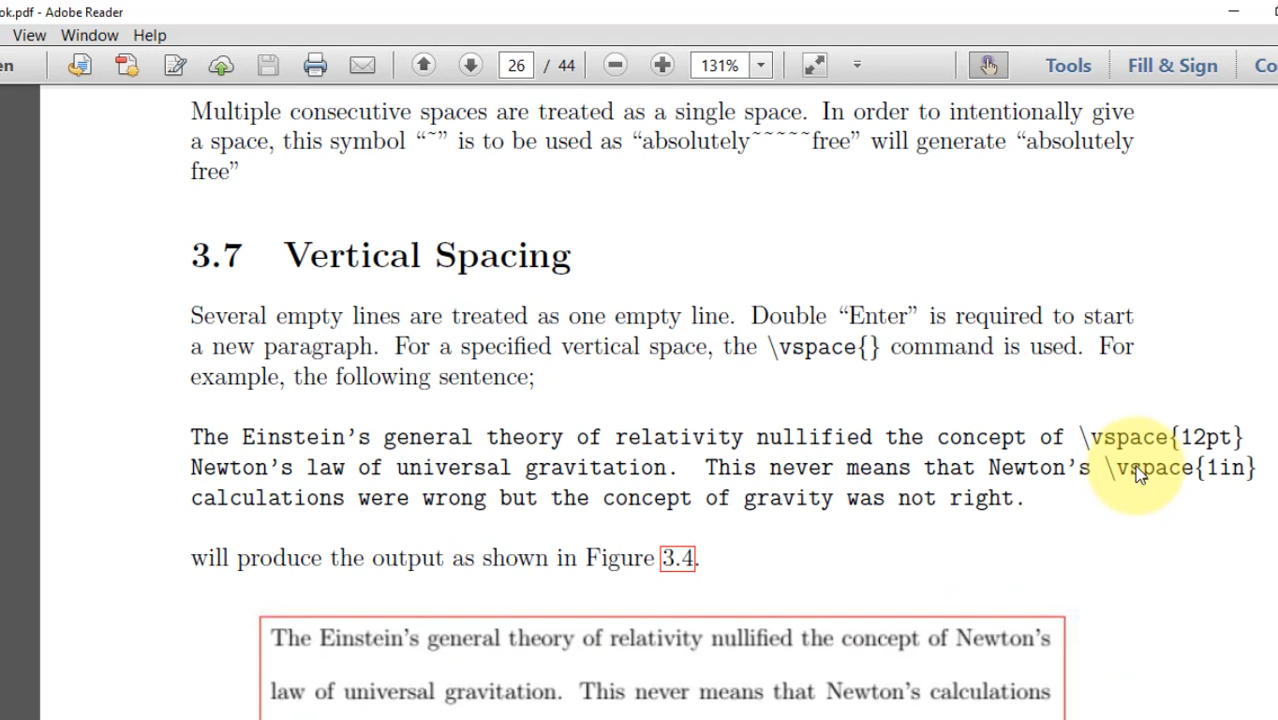 ok.pdf - Adobe Reader
View Window Help
en 26 / 44 131% Tools Fill & Sign Co
Multiple consecutive spaces are treated as a single space. In order to intentionally give
a space, this symbol “~” is to be used as “absolutely~~~~~free” will generate “absolutely
free”
3.7 Vertical Spacing
Several empty lines are treated as one empty line. Double “Enter” is required to start
a new paragraph. For a specified vertical space, the \vspace{} command is used. For
example, the following sentence;
The Einstein's general theory of relativity nullified the concept of \vspace{12pt}
Newton's law of universal gravitation. This never means that Newton's \vspace{1in}
calculations were wrong but the concept of gravity was not right.
will produce the output as shown in Figure 3.4.
The Einstein's general theory of relativity nullified the concept of Newton's
law of universal gravitation. This never means that Newton's calculations